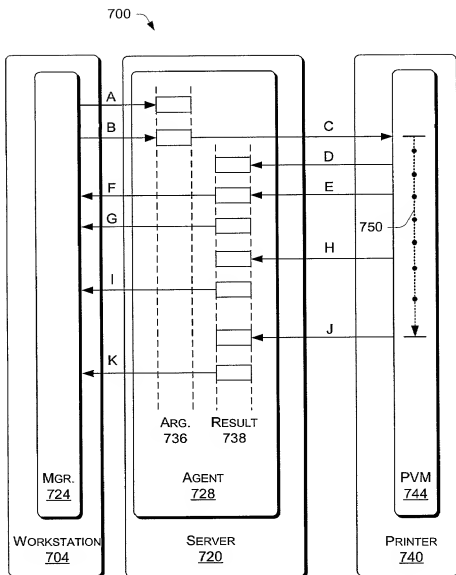 700
A
B
C
D
E
F
G
750
H
I
J
K
ARG. RESULT
736 738
MGR. AGENT PVM
724 728 744
WORKSTATION SERVER PRINTER
704 720 740